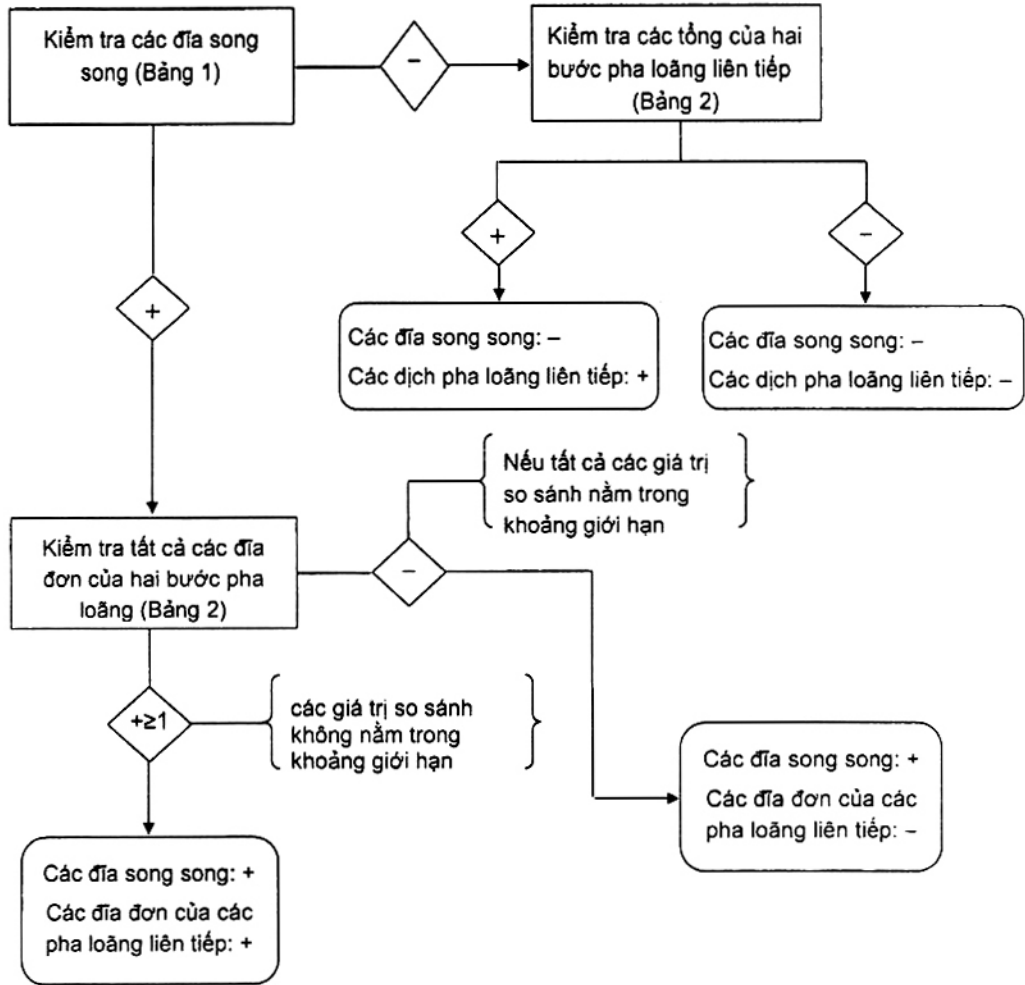 Kiểm tra các đĩa song
song (Bảng 1)
–
Kiểm tra các tổng của hai
bước pha loãng liên tiếp
(Bảng 2)
+
–
+
Các đĩa song song: –
Các dịch pha loãng liên tiếp: +
Các đĩa song song: –
Các dịch pha loãng liên tiếp: –
Nếu tất cả các giá trị
so sánh nằm trong
khoảng giới hạn
Kiểm tra tất cả các đĩa
đơn của hai bước pha
loãng (Bảng 2)
–
+≥1
các giá trị so sánh
không nằm trong
khoảng giới hạn
Các đĩa song song: +
Các đĩa đơn của các
pha loãng liên tiếp: –
Các đĩa song song: +
Các đĩa đơn của các
pha loãng liên tiếp: +